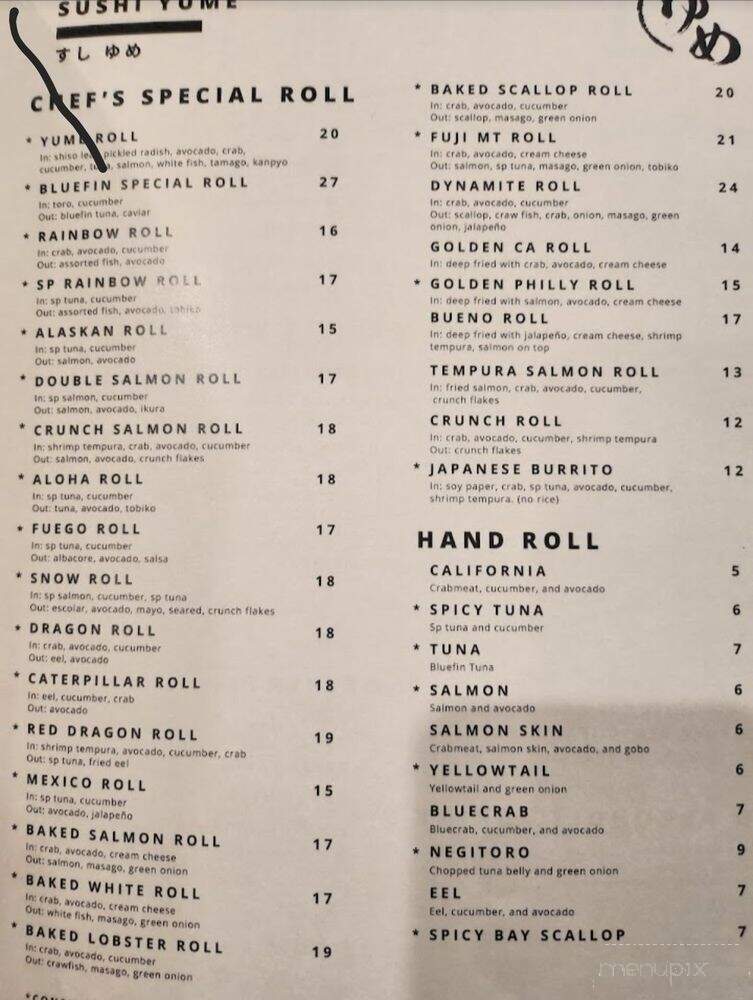 SUSHI YUME
すし ゆめ
ゆめ
CHEF'S SPECIAL ROLL
* YUME ROLL 20
In: shiso leaf, pickled radish, avocado, crab,
cucumber, tuna, salmon, white fish, tamago, kanpyo
* BLUEFIN SPECIAL ROLL 27
In: toro, cucumber
Out: bluefin tuna, caviar
* RAINBOW ROLL 16
In: crab, avocado, cucumber
Out: assorted fish, avocado
* SP RAINBOW ROLL 17
In: sp tuna, cucumber
Out: assorted fish, avocado, tobiko
* ALASKAN ROLL 15
In: sp tuna, cucumber
Out: salmon, avocado
* DOUBLE SALMON ROLL 17
In: sp salmon, cucumber
Out: salmon, avocado, ikura
* CRUNCH SALMON ROLL 18
In: shrimp tempura, crab, avocado, cucumber
Out: salmon, avocado, crunch flakes
* ALOHA ROLL 18
In: sp tuna, cucumber
Out: tuna, avocado, tobiko
* FUEGO ROLL 17
In: sp tuna, cucumber
Out: albacore, avocado, salsa
* SNOW ROLL 18
In: sp salmon, cucumber, sp tuna
Out: escolar, avocado, mayo, seared, crunch flakes
* DRAGON ROLL 18
In: crab, avocado, cucumber
Out: eel, avocado
* CATERPILLAR ROLL 18
In: eel, cucumber, crab
Out: avocado
* RED DRAGON ROLL 19
In: shrimp tempura, avocado, cucumber, crab
Out: sp tuna, fried eel
* MEXICO ROLL 15
In: sp tuna, cucumber
Out: avocado, jalapeño
* BAKED SALMON ROLL 17
In: crab, avocado, cream cheese
Out: salmon, masago, green onion
* BAKED WHITE ROLL 17
In: crab, avocado, cream cheese
Out: white fish, masago, green onion
* BAKED LOBSTER ROLL 19
In: crab, avocado, cucumber
Out: crawfish, masago, green onion
* BAKED SCALLOP ROLL 20
In: crab, avocado, cucumber
Out: scallop, masago, green onion
* FUJI MT ROLL 21
In: crab, avocado, cream cheese
Out: salmon, sp tuna, masago, green onion, tobiko
DYNAMITE ROLL 24
In: crab, avocado, cucumber
Out: scallop, craw fish, crab, onion, masago, green
onion, jalapeño
GOLDEN CA ROLL 14
In: deep fried with crab, avocado, cream cheese
* GOLDEN PHILLY ROLL 15
In: deep fried with salmon, avocado, cream cheese
BUENO ROLL 17
In: deep fried with jalapeño, cream cheese, shrimp
tempura, salmon on top
TEMPURA SALMON ROLL 13
In: fried salmon, crab, avocado, cucumber,
crunch flakes
CRUNCH ROLL 12
In: crab, avocado, cucumber, shrimp tempura
Out: crunch flakes
* JAPANESE BURRITO 12
In: soy paper, crab, sp tuna, avocado, cucumber,
shrimp tempura. (no rice)
HAND ROLL
CALIFORNIA 5
Crabmeat, cucumber, and avocado
* SPICY TUNA 6
Sp tuna and cucumber
* TUNA 7
Bluefin Tuna
* SALMON 6
Salmon and avocado
SALMON SKIN 6
Crabmeat, salmon skin, avocado, and gobo
* YELLOWTAIL 6
Yellowtail and green onion
BLUECRAB 7
Bluecrab, cucumber, and avocado
* NEGITORO 9
Chopped tuna belly and green onion
EEL 7
Eel, cucumber, and avocado
* SPICY BAY SCALLOP 7
menupix